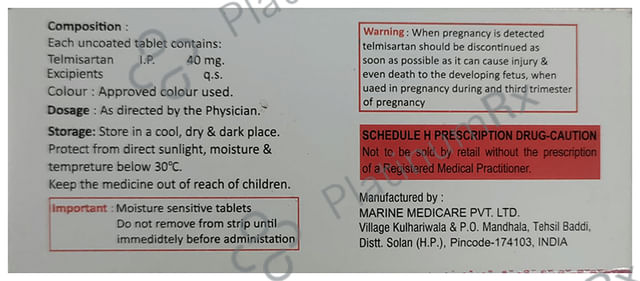 Composition :
Each uncoated tablet contains:
Telmisartan I.P. 40 mg.
Excipients q.s.
Colour : Approved colour used.
Dosage : As directed by the Physician.
Storage: Store in a cool, dry & dark place.
Protect from direct sunlight, moisture &
tempreture below 30°C.
Keep the medicine out of reach of children.
Important : Moisture sensitive tablets
Do not remove from strip until
immedidtely before administation
Warning : When pregnancy is detected
telmisartan should be discontinued as
soon as possible as it can cause injury &
even death to the developing fetus, when
uaed in pregnancy during and third trimester
of pregnancy
SCHEDULE H PRESCRIPTION DRUG-CAUTION
Not to be sold by retail without the prescription
of a Registered Medical Practitioner.
Manufactured by :
MARINE MEDICARE PVT. LTD.
Village Kulhariwala & P.O. Mandhala, Tehsil Baddi,
Distt. Solan (H.P.), Pincode-174103, INDIA
PlatinumRx